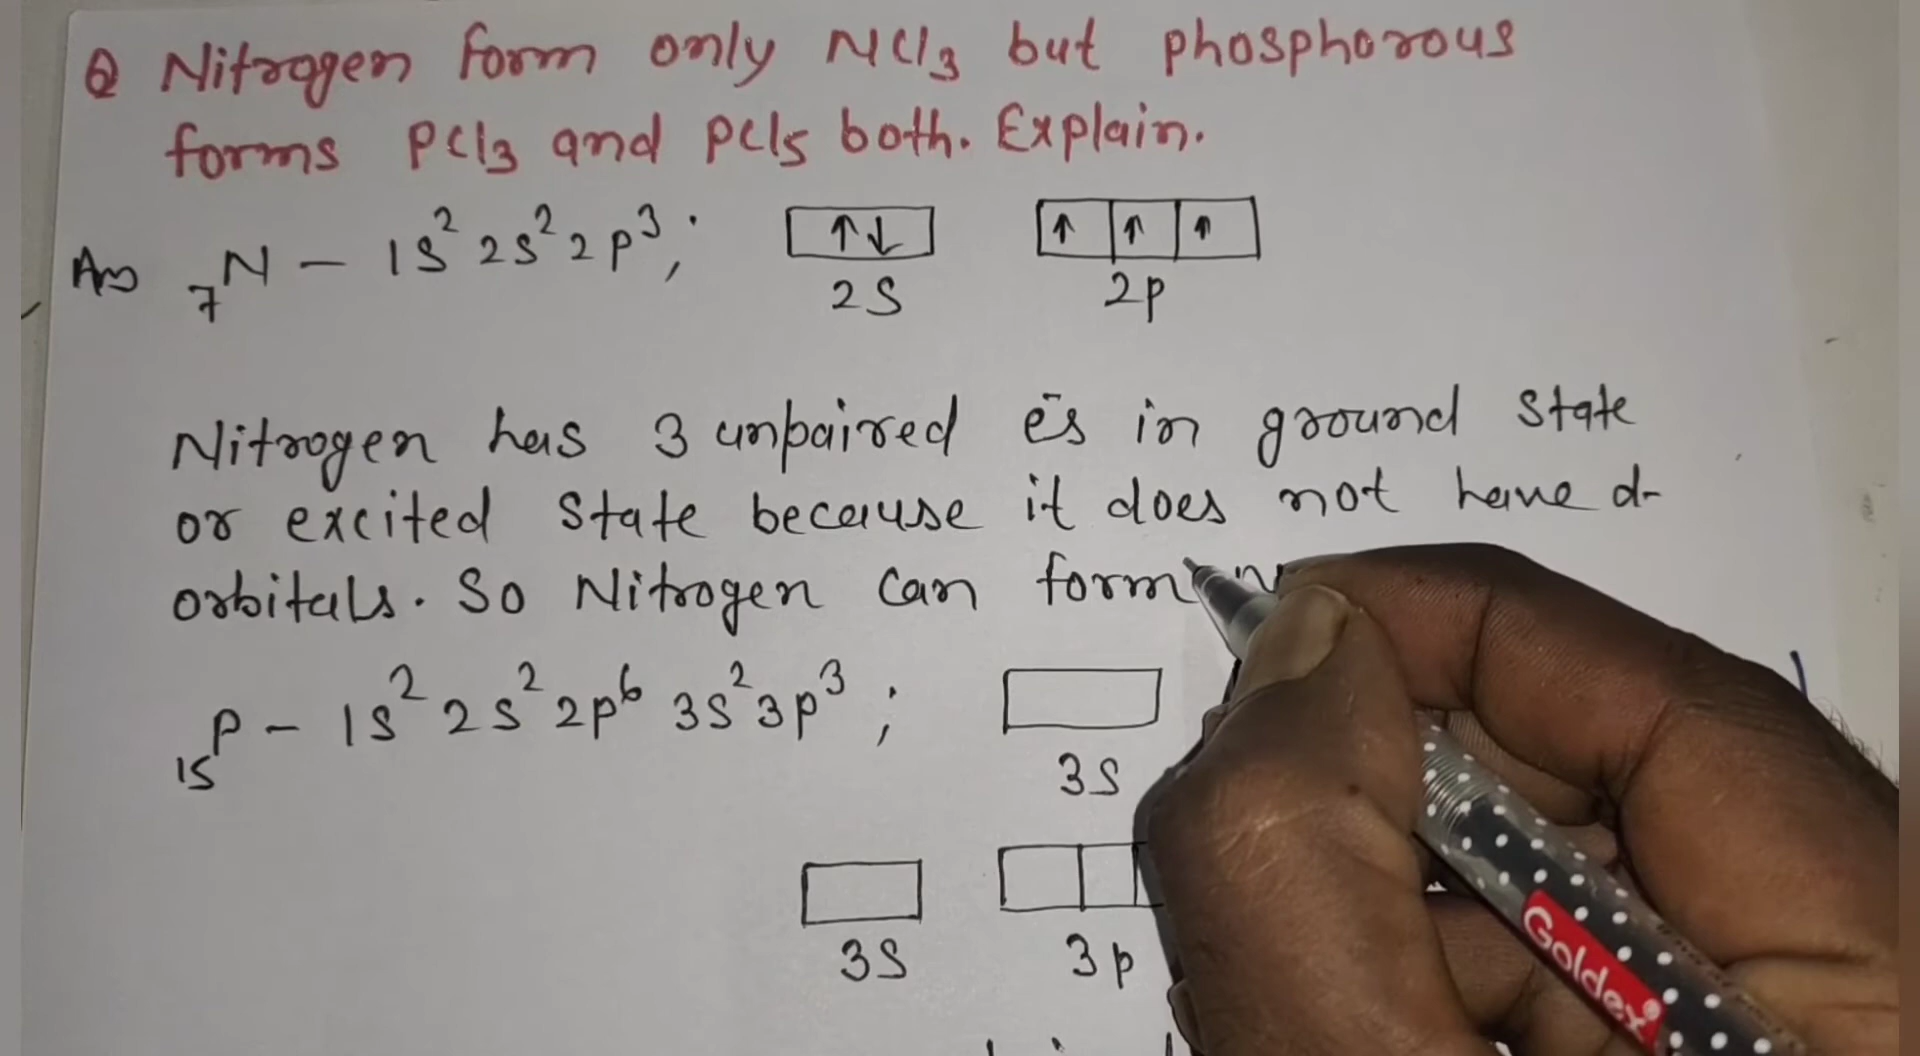 Q Nitrogen form only NCl3 but phosphorous
forms PCl3 and PCl5 both. Explain.
Ans 7N - 1s² 2s² 2p³; ↑↓ ↑ ↑ ↑
2s 2p
Nitrogen has 3 unpaired ēs in ground state
or excited state because it does not have d-
orbitals. So Nitrogen can form
15P - 1s² 2s² 2p⁶ 3s² 3p³;
3s
3s 3p
Goldex